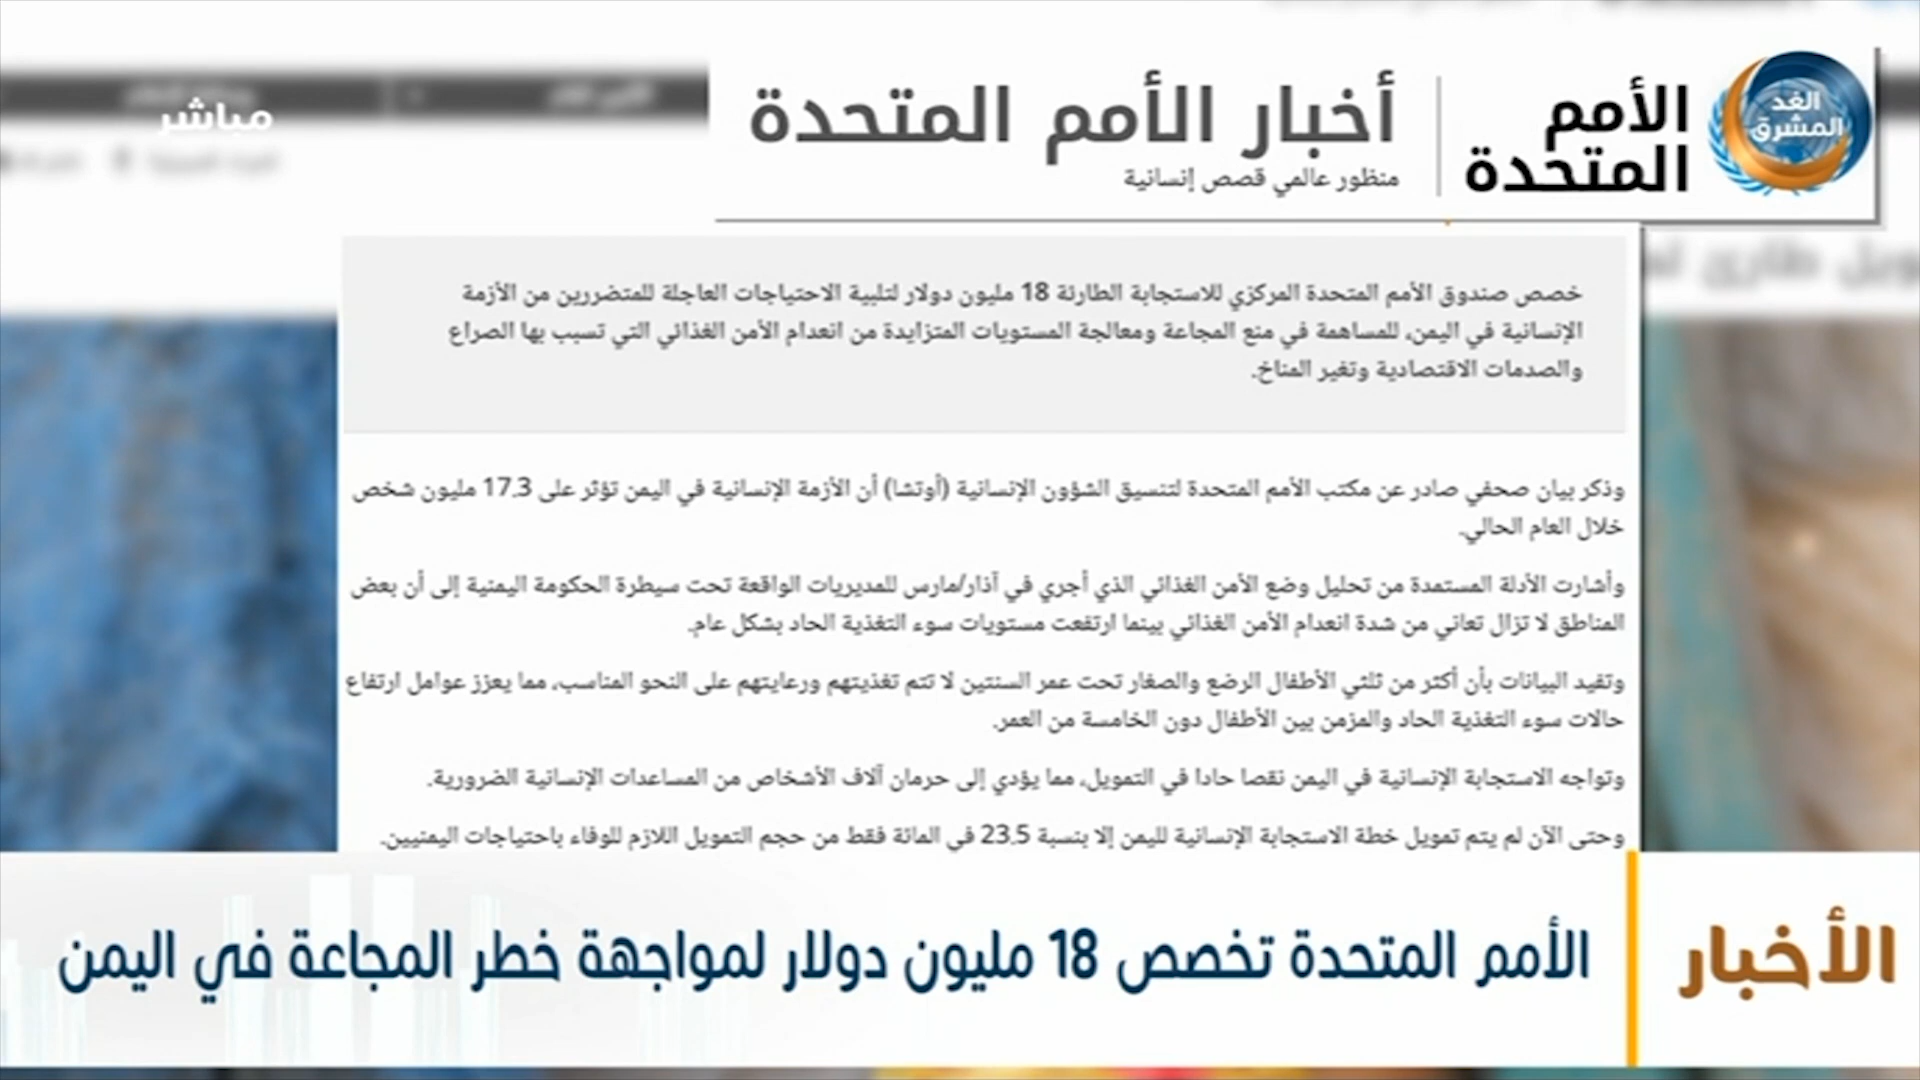 مباشر
الغد
المشرق
الأمم
المتحدة
أخبار الأمم المتحدة
منظور عالمي قصص إنسانية
خصص صندوق الأمم المتحدة المركزي للاستجابة الطارئة 18 مليون دولار لتلبية الاحتياجات العاجلة للمتضررين من الأزمة
الإنسانية في اليمن، للمساهمة في منع المجاعة ومعالجة المستويات المتزايدة من انعدام الأمن الغذائي التي تسبب بها الصراع
والصدمات الاقتصادية وتغير المناخ.
وذكر بيان صحفي صادر عن مكتب الأمم المتحدة لتنسيق الشؤون الإنسانية (أوتشا) أن الأزمة الإنسانية في اليمن تؤثر على 17.3 مليون شخص
خلال العام الحالي.
وأشارت الأدلة المستمدة من تحليل وضع الأمن الغذائي الذي أجري في آذار/مارس للمديريات الواقعة تحت سيطرة الحكومة اليمنية إلى أن بعض
المناطق لا تزال تعاني من شدة انعدام الأمن الغذائي بينما ارتفعت مستويات سوء التغذية الحاد بشكل عام.
وتفيد البيانات بأن أكثر من ثلثي الأطفال الرضع والصغار تحت عمر السنتين لا تتم تغذيتهم ورعايتهم على النحو المناسب، مما يعزز عوامل ارتفاع
حالات سوء التغذية الحاد والمزمن بين الأطفال دون الخامسة من العمر.
وتواجه الاستجابة الإنسانية في اليمن نقصا حادا في التمويل، مما يؤدي إلى حرمان آلاف الأشخاص من المساعدات الإنسانية الضرورية.
وحتى الآن لم يتم تمويل خطة الاستجابة الإنسانية لليمن إلا بنسبة 23.5 في المائة فقط من حجم التمويل اللازم للوفاء باحتياجات اليمنيين.
الأخبار
الأمم المتحدة تخصص 18 مليون دولار لمواجهة خطر المجاعة في اليمن